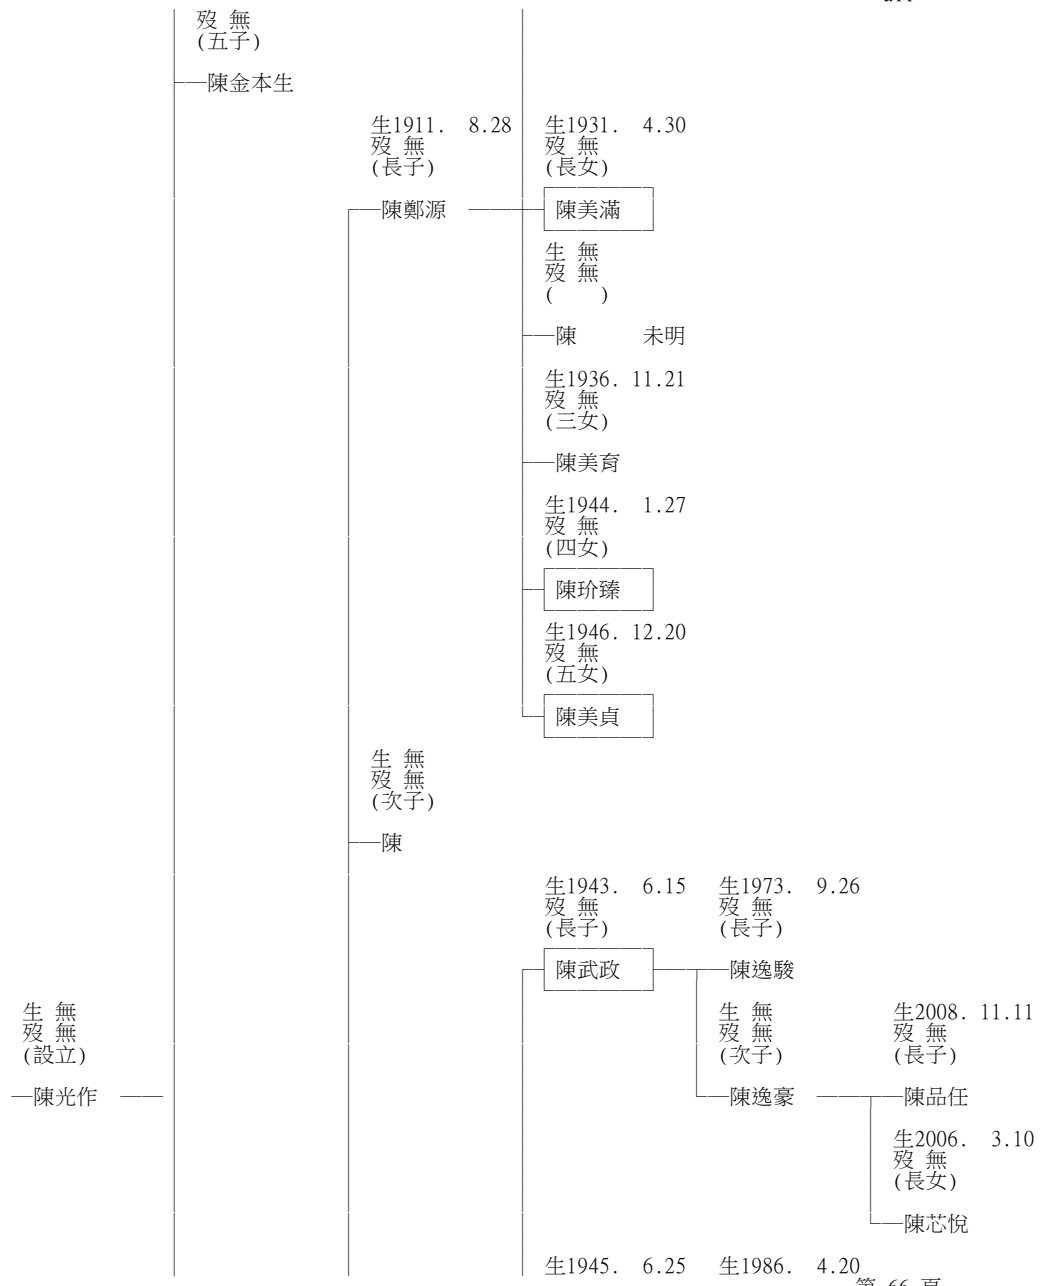 歿 無
(五子)
陳金本生
生1911. 8.28 生1931. 4.30
歿 無 歿 無
(長子) (長女)
陳鄭源 陳美滿
生 無
歿 無
( )
陳 未明
生1936. 11.21
歿 無
(三女)
陳美育
生1944. 1.27
歿 無
(四女)
陳玠臻
生1946. 12.20
歿 無
(五女)
陳美貞
生 無
歿 無
(次子)
陳
生1943. 6.15 生1973. 9.26
歿 無 歿 無
(長子) (長子)
陳武政 陳逸駿
生 無 生 無 生2008. 11.11
歿 無 歿 無 歿 無
(設立) (次子) (長子)
陳光作 陳逸豪 陳品任
生2006. 3.10
歿 無
(長女)
陳芯悅
生1945. 6.25 生1986. 4.20
第 66 頁